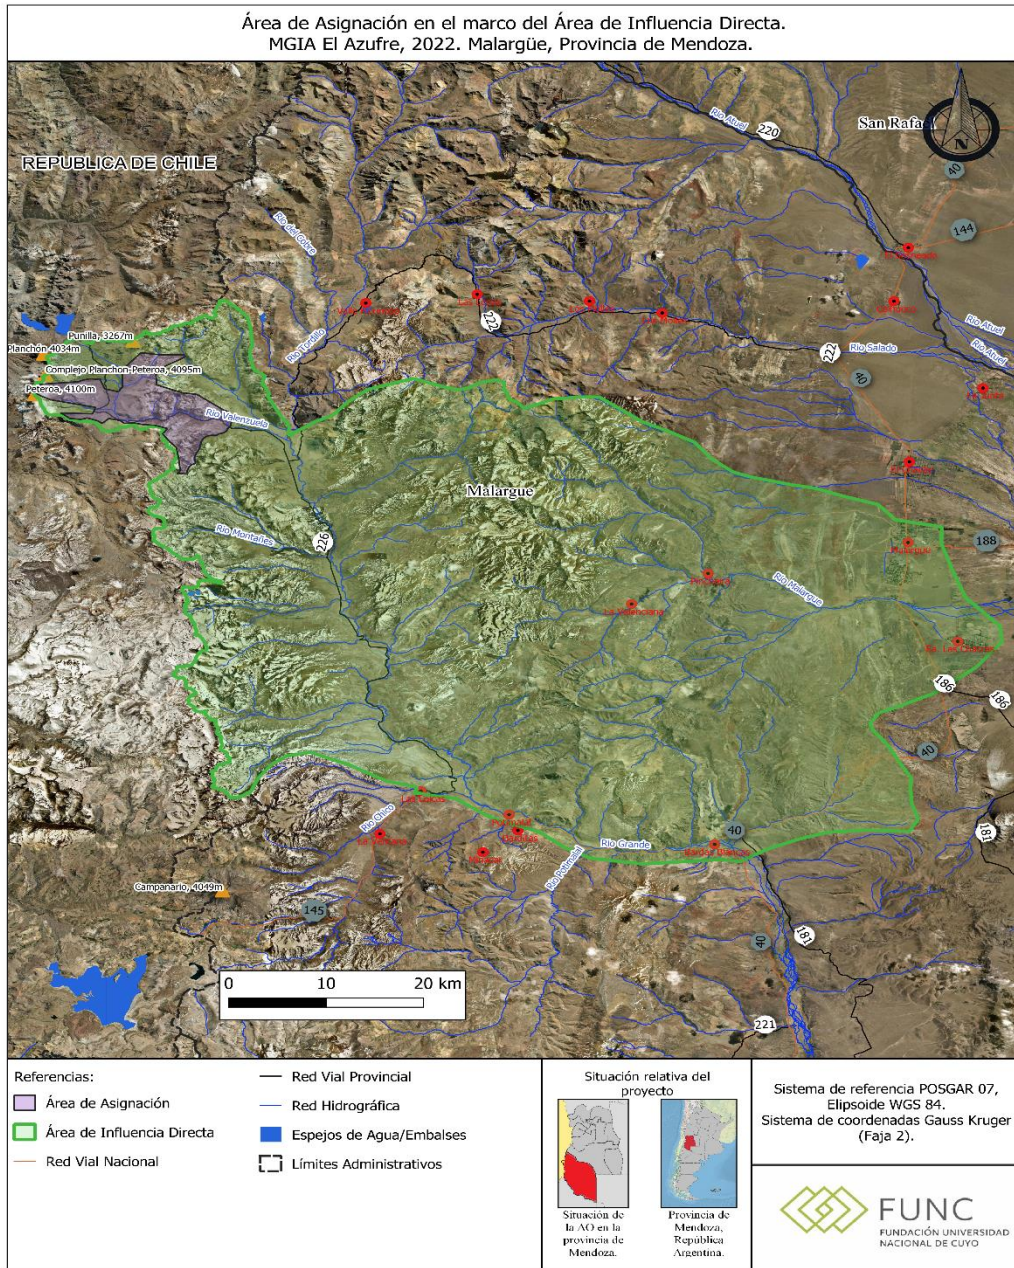 Área de Asignación en el marco del Área de Influencia Directa.
MGIA El Azufre, 2022. Malargüe, Provincia de Mendoza.
REPUBLICA DE CHILE
Río Atuel
220
San Rafael
N
40
144
Río del Cobre
222
Río Tordillo
Punilla, 3267m
Planchón 4034m
Complejo Planchon-Peteroa, 4095m
Peteroa, 4100m
Río Valenzuela
222
Río Salado
Río Atuel
Río Atuel
40
Malargue
188
226
Río Montañes
Río Malargue
La Valenciana
186
186
40
Río Chico
Río Grande
40
Bardas Blancas
Río Potimalal
181
Campanario, 4049m
145
40
181
221
0 10 20 km
Referencias:
Área de Asignación
Área de Influencia Directa
Red Vial Nacional
Red Vial Provincial
Red Hidrográfica
Espejos de Agua/Embalses
Límites Administrativos
Situación relativa del
proyecto
Situación de
la AO en la
provincia de
Mendoza.
Provincia de
Mendoza,
República
Argentina.
Sistema de referencia POSGAR 07,
Elipsoide WGS 84.
Sistema de coordenadas Gauss Kruger
(Faja 2).
FUNC
FUNDACIÓN UNIVERSIDAD
NACIONAL DE CUYO